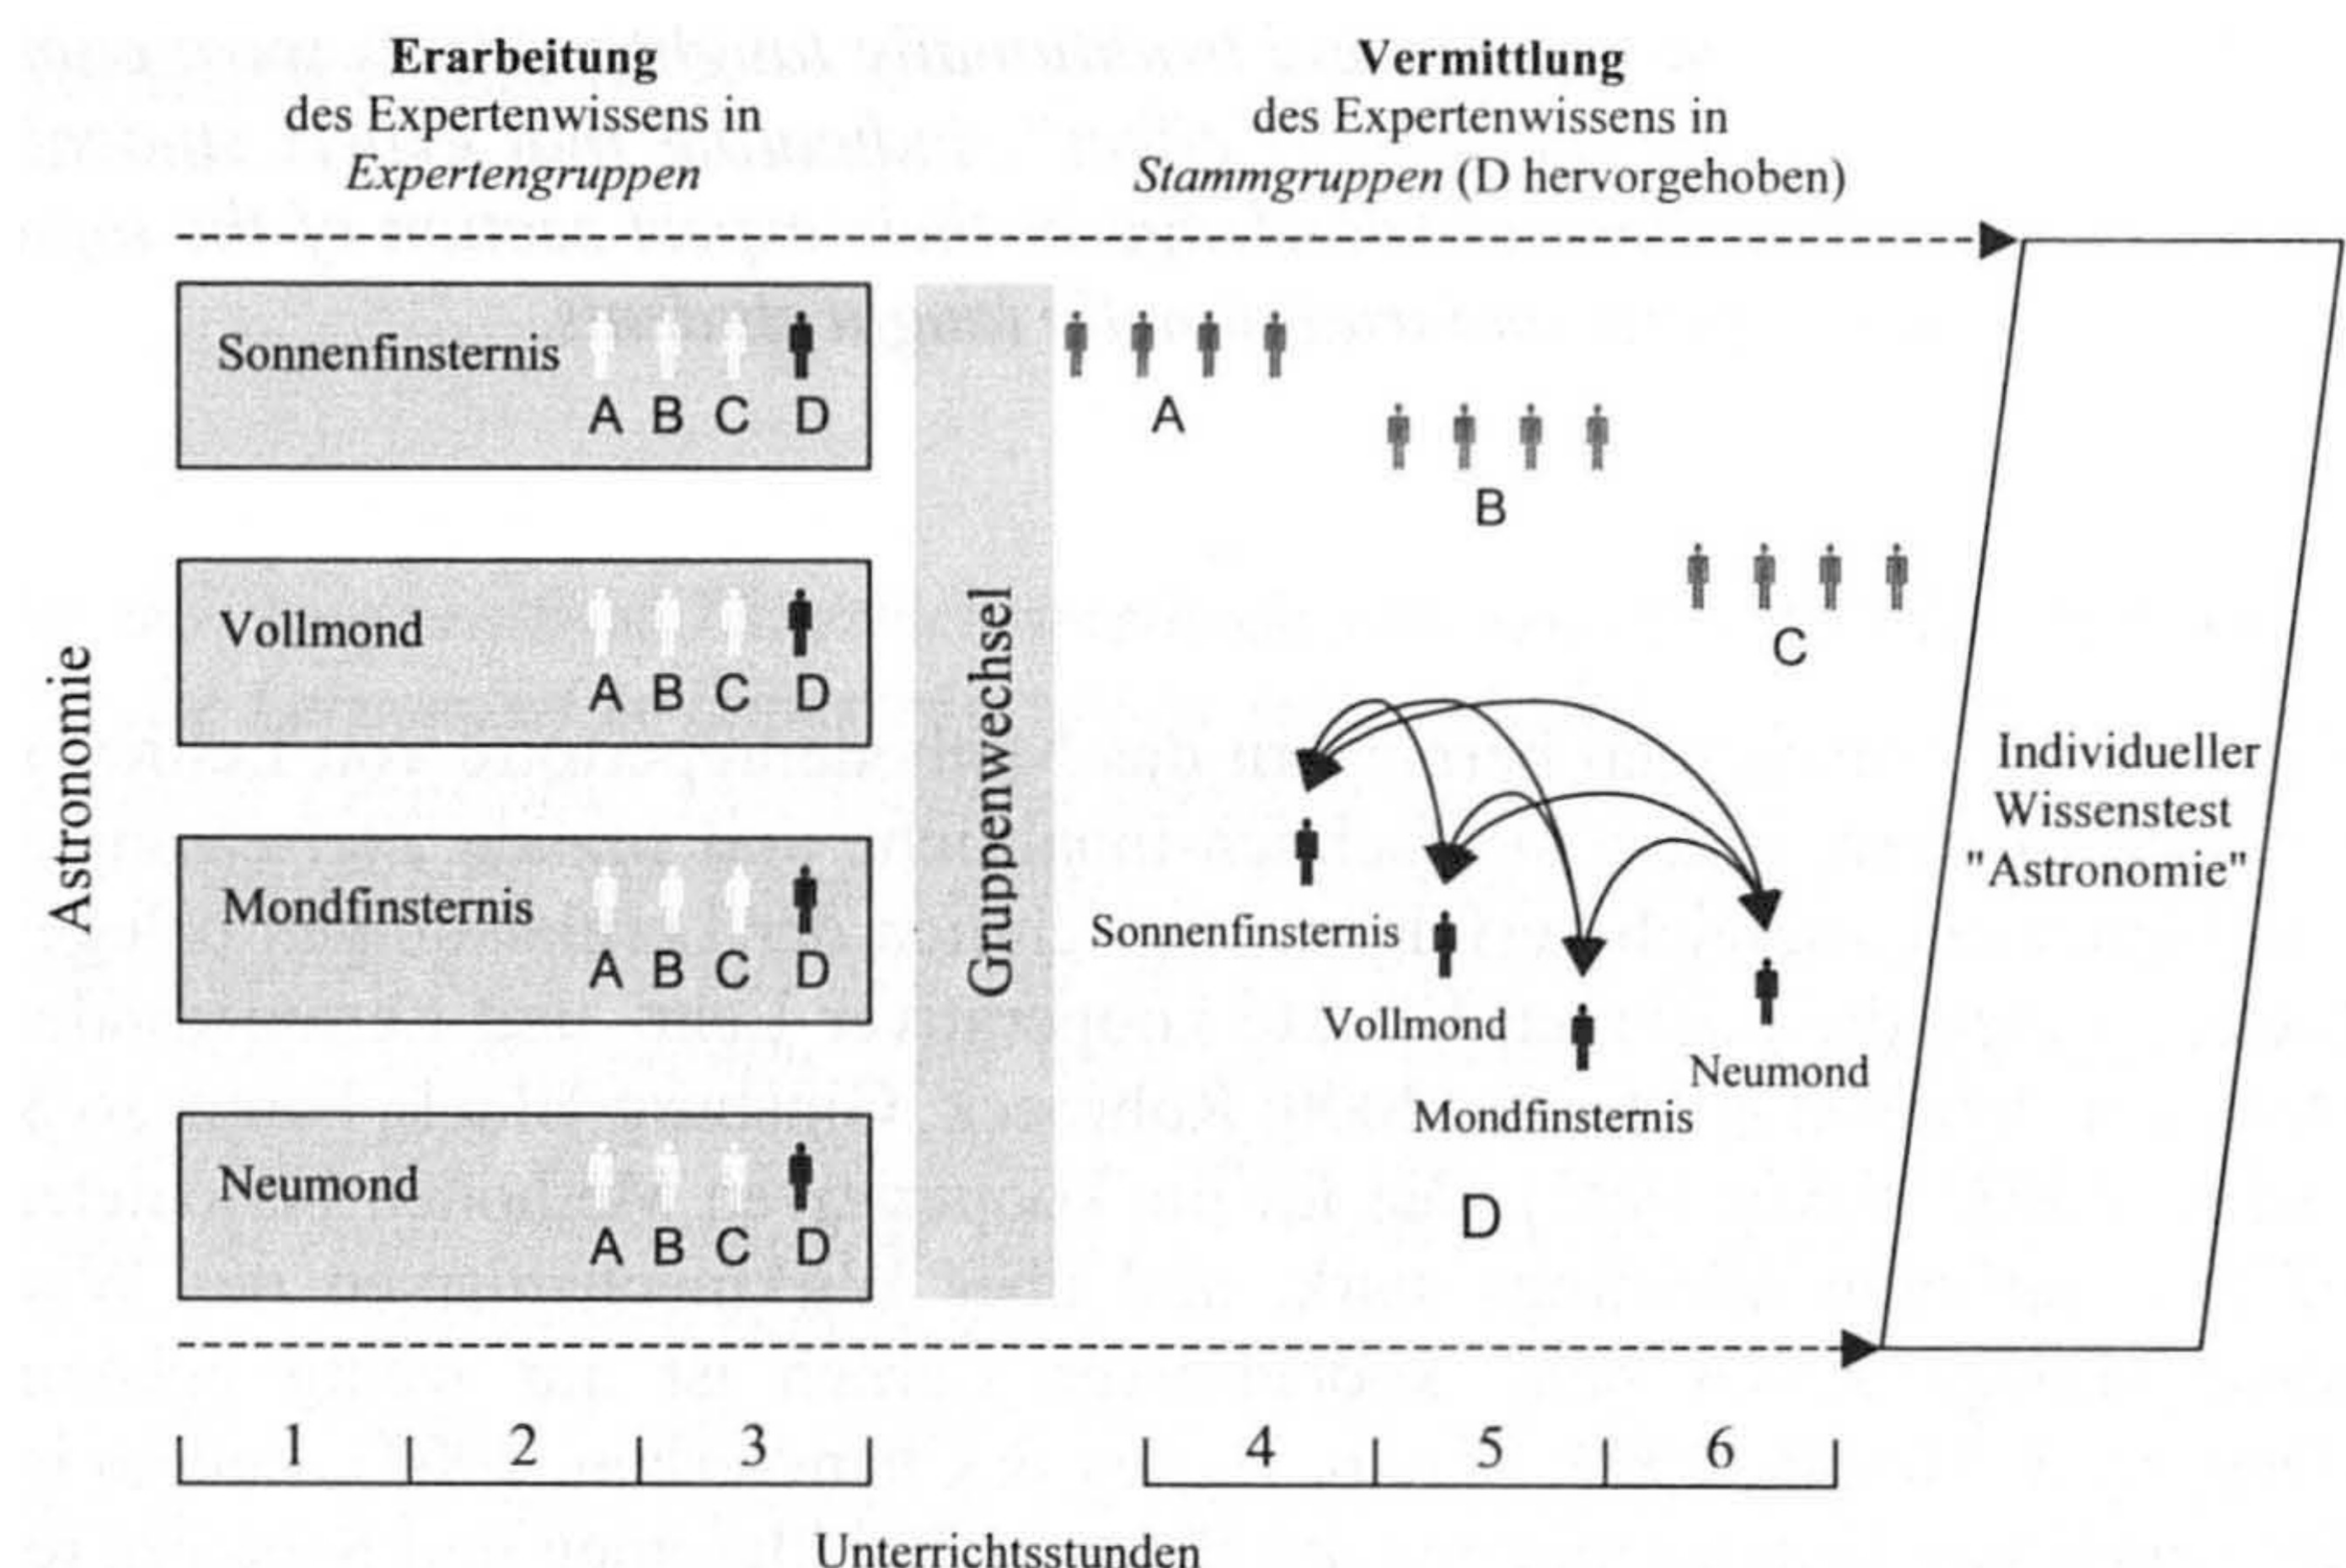 Erarbeitung
des Expertenwissens in
Expertengruppen
Vermittlung
des Expertenwissens in
Stammgruppen (D hervorgehoben)
Astronomie
Sonnenfinsternis
A B C D
Vollmond
A B C D
Mondfinsternis
A B C D
Neumond
A B C D
Gruppenwechsel
A
B
C
Sonnenfinsternis
Vollmond
Mondfinsternis
Neumond
D
Individueller
Wissenstest
"Astronomie"
1 2 3 4 5 6
Unterrichtsstunden